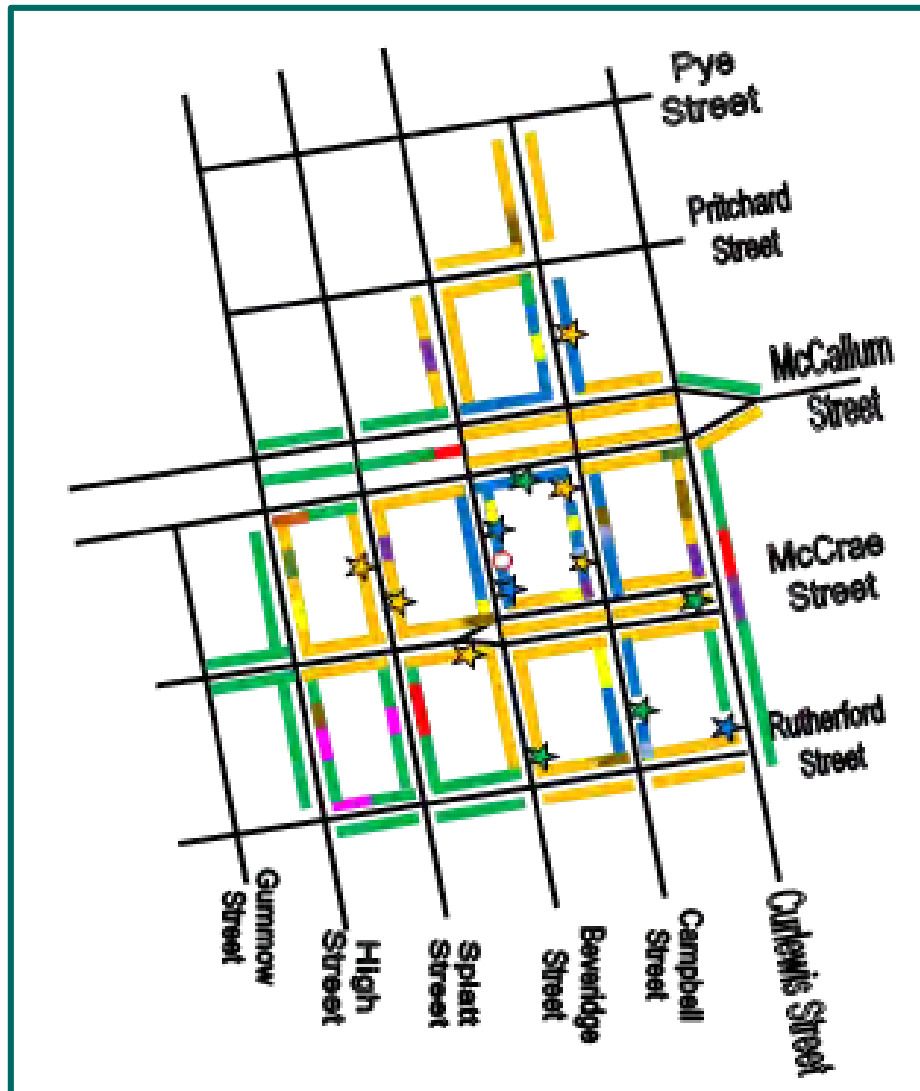 Pye
Street
Pritchard
Street
McCallum
Street
McCrae
Street
Rutherford
Street
Gummow
Street
High
Street
Splatt
Street
Beveridge
Street
Campbell
Street
Curlewis Street